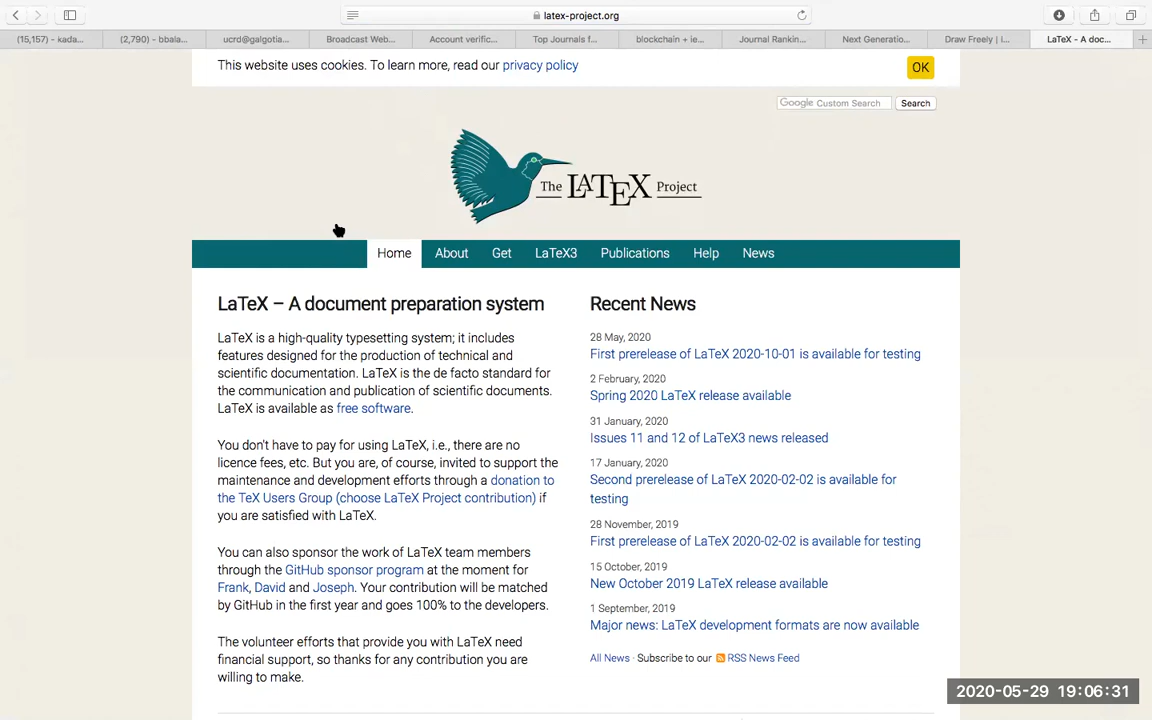 latex-project.org
(15,157) - kada...
(2,790) - bbala...
ucrd@galgotia...
Broadcast Web...
Account verific...
Top Journals f...
blockchain + ie...
Journal Rankin...
Next Generatio...
Draw Freely | I...
LaTeX - A doc...
This website uses cookies. To learn more, read our privacy policy
OK
Google Custom Search
Search
The LATEX Project
Home About Get LaTeX3 Publications Help News
LaTeX – A document preparation system
LaTeX is a high-quality typesetting system; it includes
features designed for the production of technical and
scientific documentation. LaTeX is the de facto standard for
the communication and publication of scientific documents.
LaTeX is available as free software.
You don't have to pay for using LaTeX, i.e., there are no
licence fees, etc. But you are, of course, invited to support the
maintenance and development efforts through a donation to
the TeX Users Group (choose LaTeX Project contribution) if
you are satisfied with LaTeX.
You can also sponsor the work of LaTeX team members
through the GitHub sponsor program at the moment for
Frank, David and Joseph. Your contribution will be matched
by GitHub in the first year and goes 100% to the developers.
The volunteer efforts that provide you with LaTeX need
financial support, so thanks for any contribution you are
willing to make.
Recent News
28 May, 2020
First prerelease of LaTeX 2020-10-01 is available for testing
2 February, 2020
Spring 2020 LaTeX release available
31 January, 2020
Issues 11 and 12 of LaTeX3 news released
17 January, 2020
Second prerelease of LaTeX 2020-02-02 is available for
testing
28 November, 2019
First prerelease of LaTeX 2020-02-02 is available for testing
15 October, 2019
New October 2019 LaTeX release available
1 September, 2019
Major news: LaTeX development formats are now available
All News · Subscribe to our RSS News Feed
2020-05-29 19:06:31